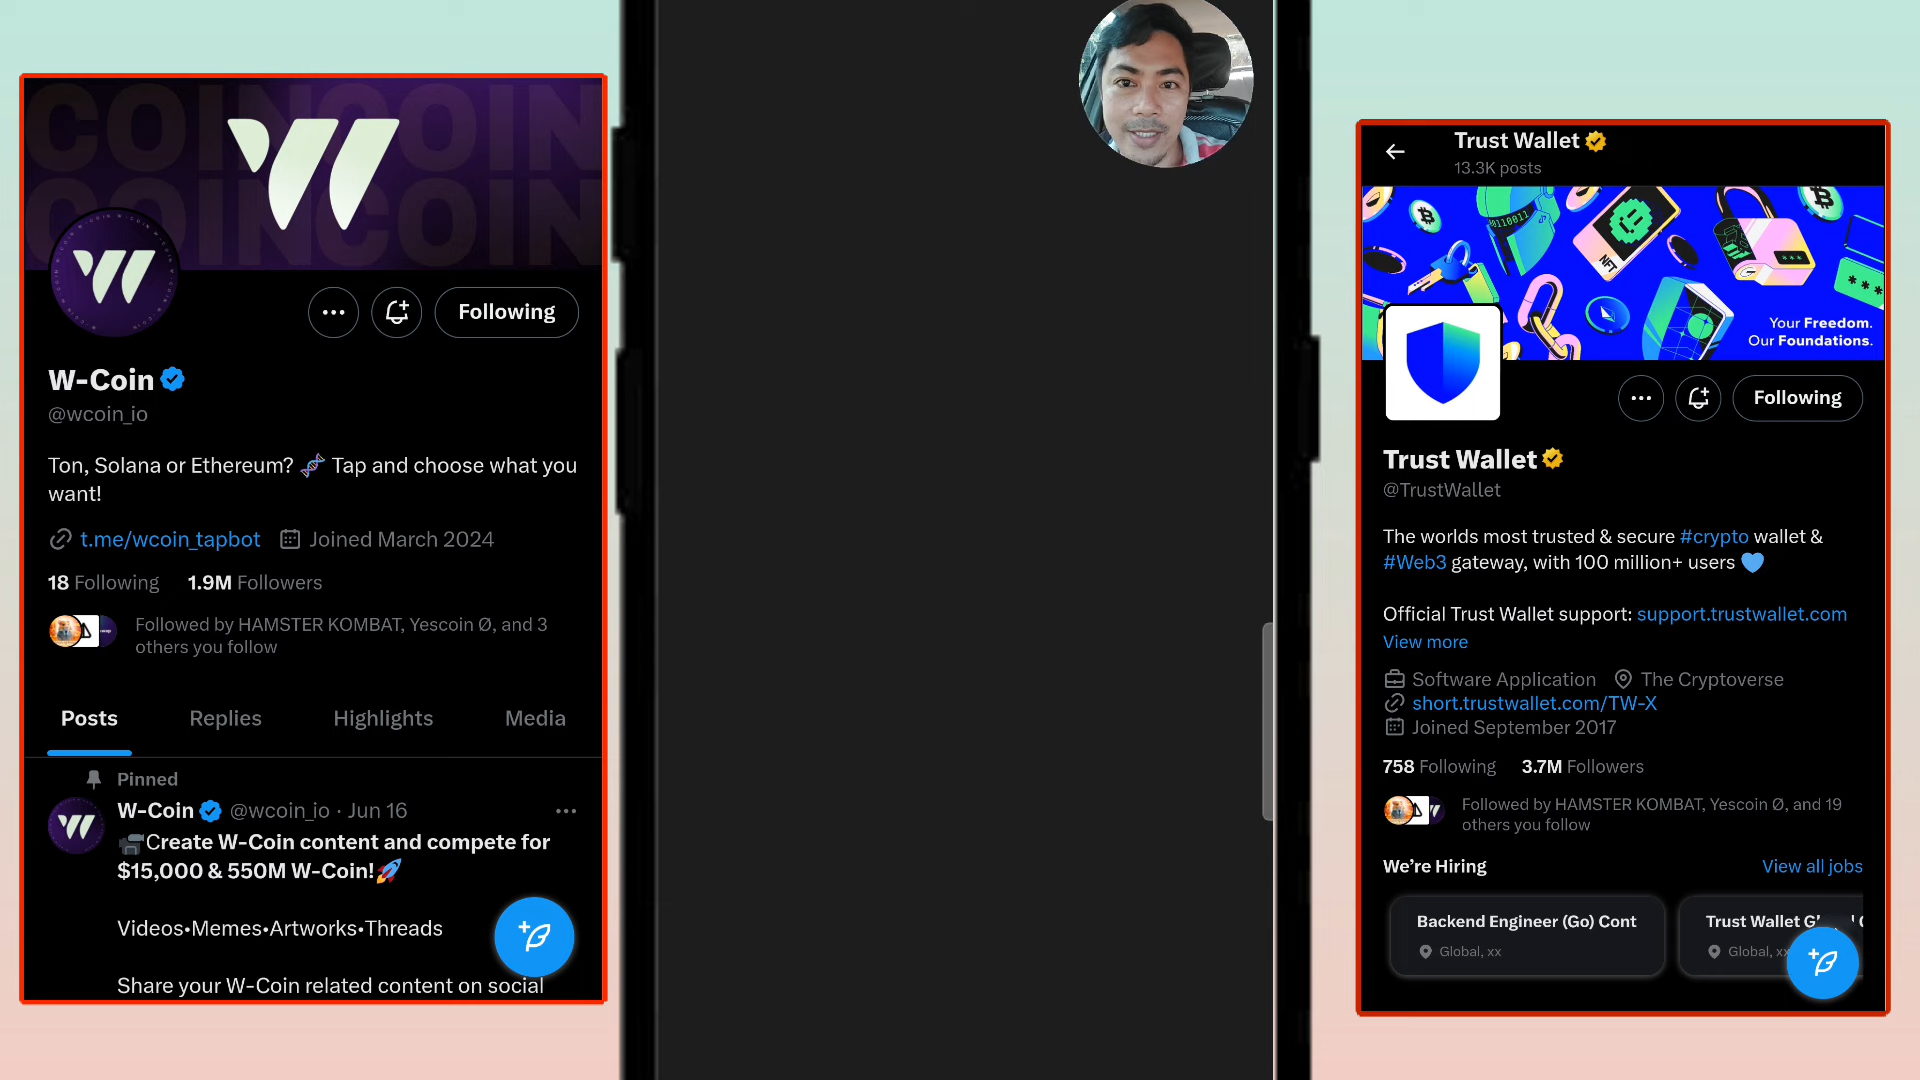 COIN COIN
COIN COIN
Following
W-Coin
@wcoin_io
Ton, Solana or Ethereum? 🧬 Tap and choose what you
want!
t.me/wcoin_tapbot Joined March 2024
18 Following 1.9M Followers
Followed by HAMSTER KOMBAT, Yescoin Ø, and 3
others you follow
Posts Replies Highlights Media
Pinned
W-Coin @wcoin_io · Jun 16
Create W-Coin content and compete for
$15,000 & 550M W-Coin!🚀
Videos•Memes•Artworks•Threads
Share your W-Coin related content on social
Trust Wallet
13.3K posts
0110011
NFT
Your Freedom.
Our Foundations.
Following
Trust Wallet
@TrustWallet
The worlds most trusted & secure #crypto wallet &
#Web3 gateway, with 100 million+ users 💙
Official Trust Wallet support: support.trustwallet.com
View more
Software Application The Cryptoverse
short.trustwallet.com/TW-X
Joined September 2017
758 Following 3.7M Followers
Followed by HAMSTER KOMBAT, Yescoin Ø, and 19
others you follow
We're Hiring View all jobs
Backend Engineer (Go) Cont
Global, xx
Trust Wallet
Global, xx